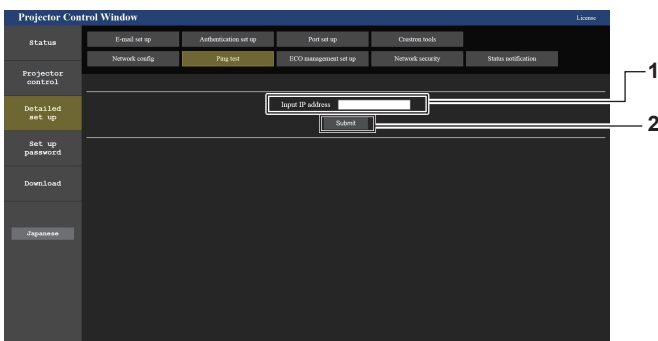 Projector Control Window
License
Status
E-mail set up
Authentication set up
Port set up
Crestron tools
Network config
Ping test
ECO management set up
Network security
Status notification
Projector
control
Detailed
set up
Set up
password
Download
Japanese
Input IP address
Submit
1
2